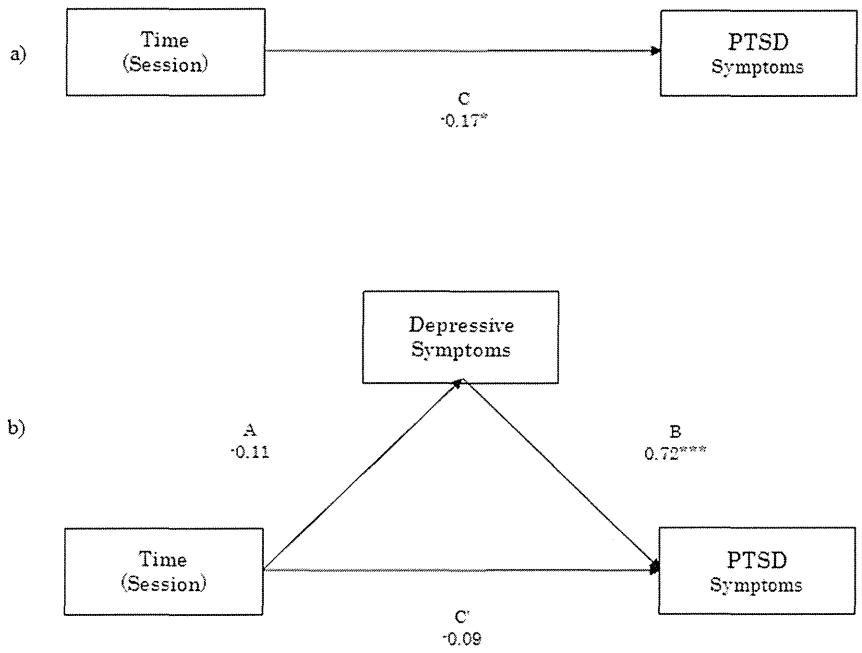 a)
Time
(Session)
PTSD
Symptoms
C
-0.17*
b)
Depressive
Symptoms
A
-0.11
B
0.72***
Time
(Session)
PTSD
Symptoms
C'
-0.09